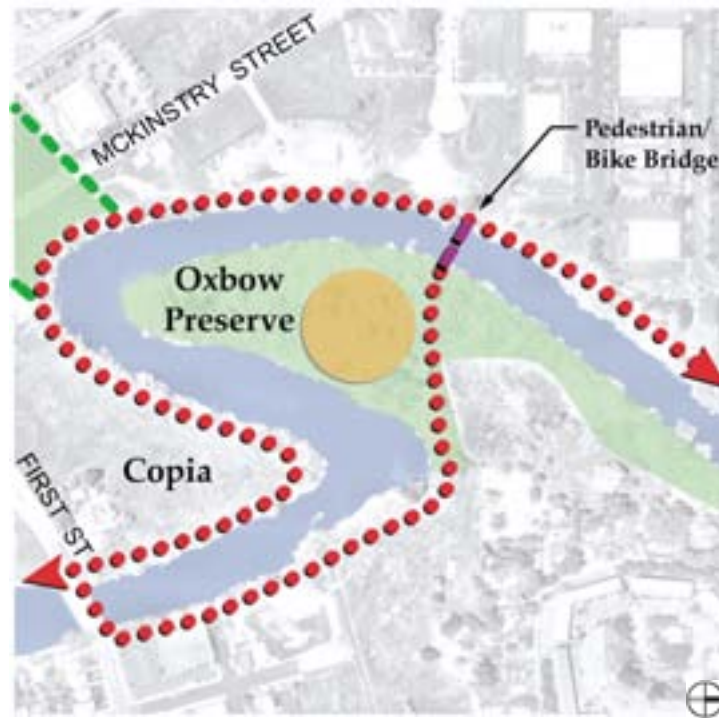 MCKINSTRY STREET
Pedestrian/
Bike Bridge
Oxbow
Preserve
Copia
FIRST ST